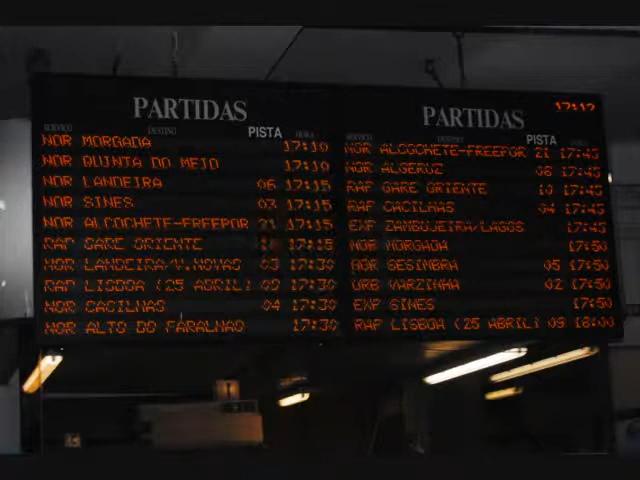 PARTIDAS
SERVIÇO DESTINO PISTA HORA
NOR MORGADA 17:10
NOR QUINTA DO MEIO 17:10
NOR LANDEIRA 06 17:15
NOR SINES 03 17:15
NOR ALCOCHETE-FREEPOR 21 17:15
RAP GARE ORIENTE 17:15
NOR LANDEIRA/V.NOVAS 03 17:30
RAP LISBOA (25 ABRIL) 09 17:30
NOR CACILHAS 04 17:30
NOR ALTO DO FARALHAO 17:30
PARTIDAS 17:12
SERVIÇO DESTINO PISTA
NOR ALCOCHETE-FREEPOR 21 17:45
NOR ALGERUZ 06 17:45
RAP GARE ORIENTE 10 17:45
RAP CACILHAS 04 17:45
EXP ZAMBUJEIRA/LAGOS 17:45
NOR MORGADA 17:50
NOR SESIMBRA 05 17:50
URB VARZINHA 02 17:50
EXP SINES 17:50
RAP LISBOA (25 ABRIL) 09 18:00